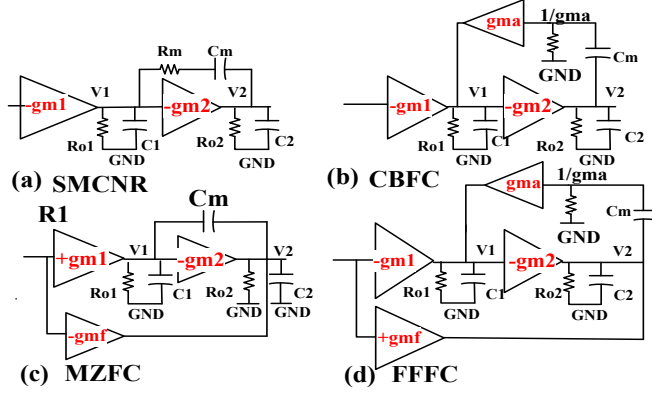 Rm
Cm
V1
V2
-gm1
-gm2
Ro1
C1
Ro2
C2
GND
GND
(a) SMCNR
gma
1/gma
GND
Cm
V1
V2
-gm1
-gm2
Ro1
C1
Ro2
C2
GND
GND
(b) CBFC
R1
Cm
V1
V2
+gm1
-gm2
Ro1
C1
Ro2
C2
GND
GND
GND
-gmf
(c) MZFC
gma
1/gma
GND
Cm
V1
V2
-gm1
-gm2
Ro1
C1
Ro2
C2
GND
GND
+gmf
(d) FFFC